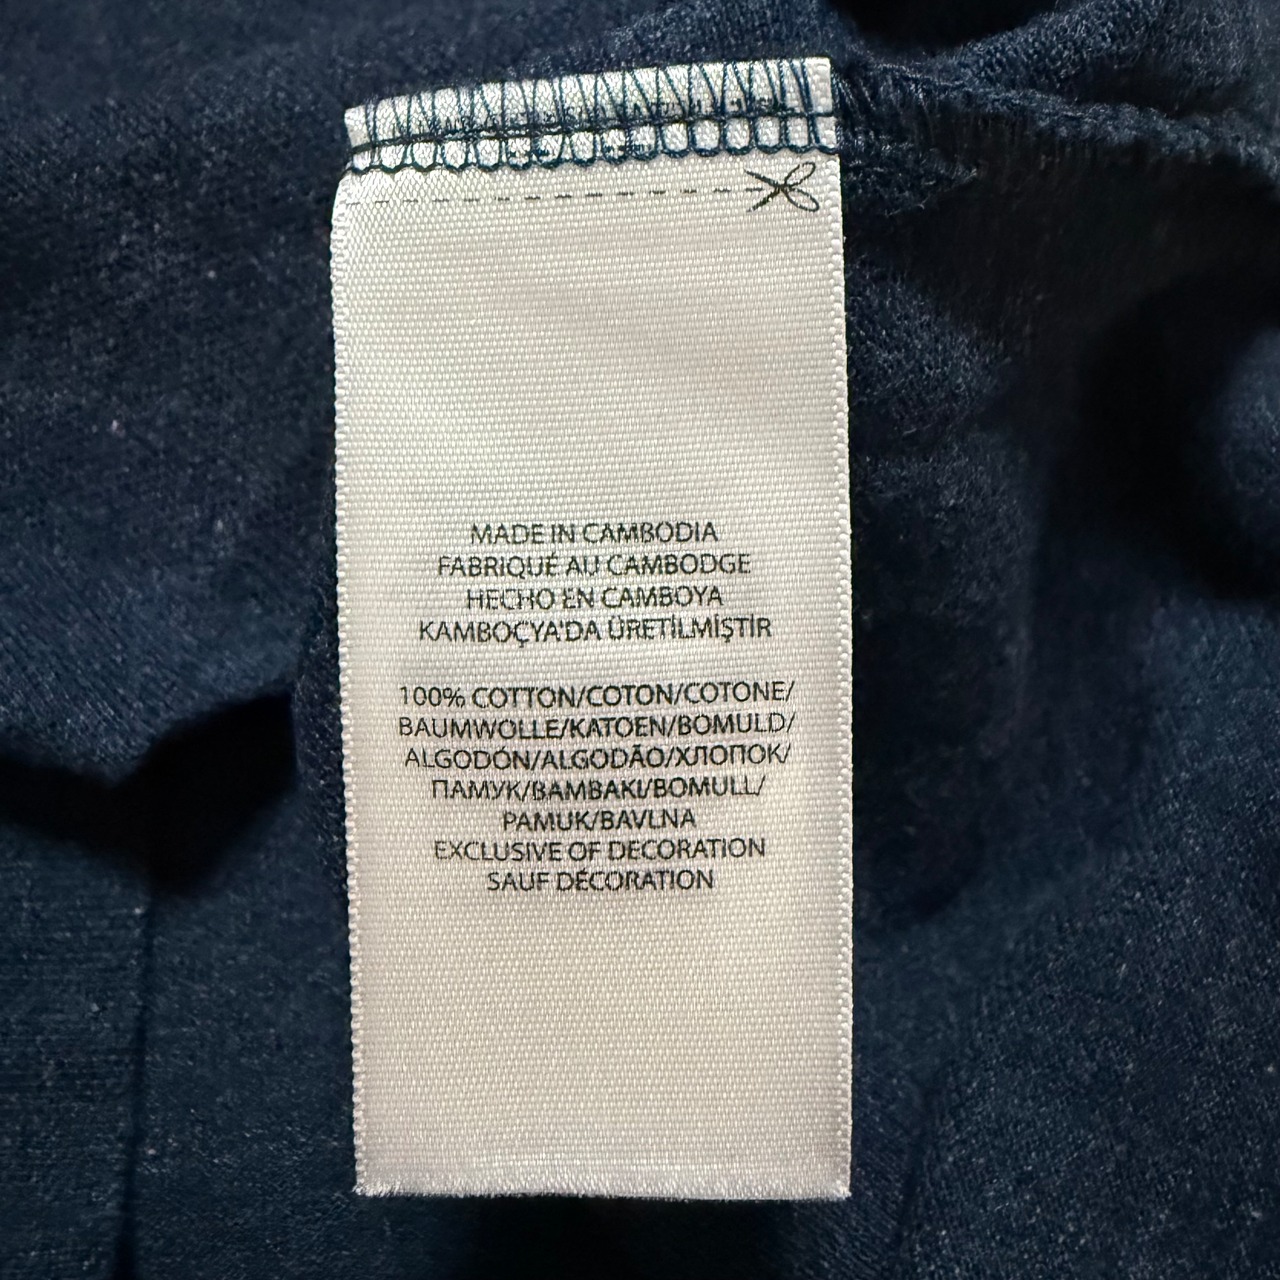 MADE IN CAMBODIA
FABRIQUÉ AU CAMBODGE
HECHO EN CAMBOYA
KAMBOÇYA'DA ÜRETİLMİŞTİR
100% COTTON/COTON/COTONE/
BAUMWOLLE/KATOEN/BOMULD/
ALGODÓN/ALGODÃO/ХЛОПОК/
ПАМУК/BAMBAKI/BOMULL/
PAMUK/BAVLNA
EXCLUSIVE OF DECORATION
SAUF DÉCORATION